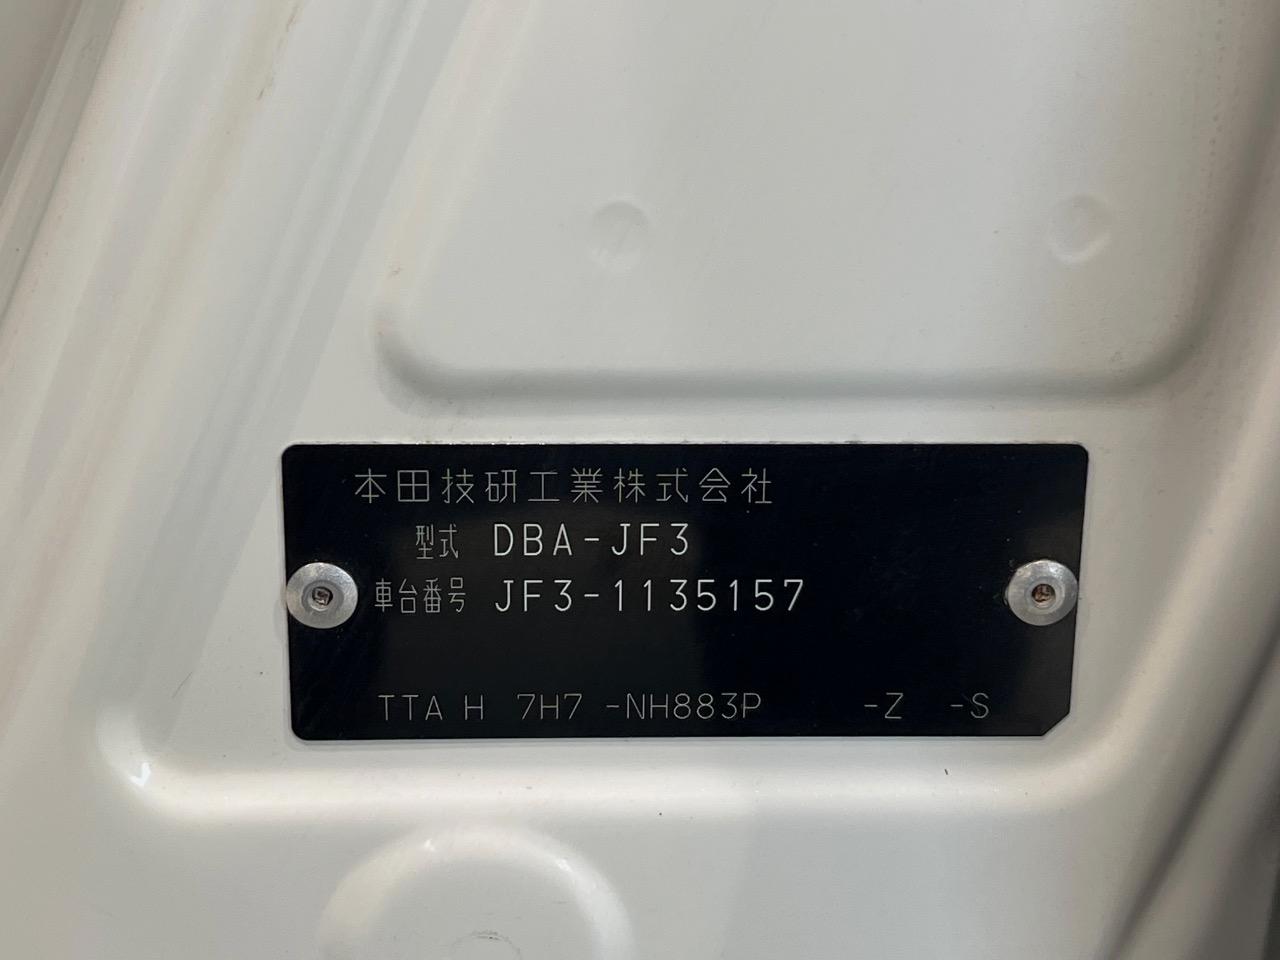 本田技研工業株式会社
型式 DBA-JF3
車台番号 JF3-1135157
TTA H 7H7 -NH883P -Z -S